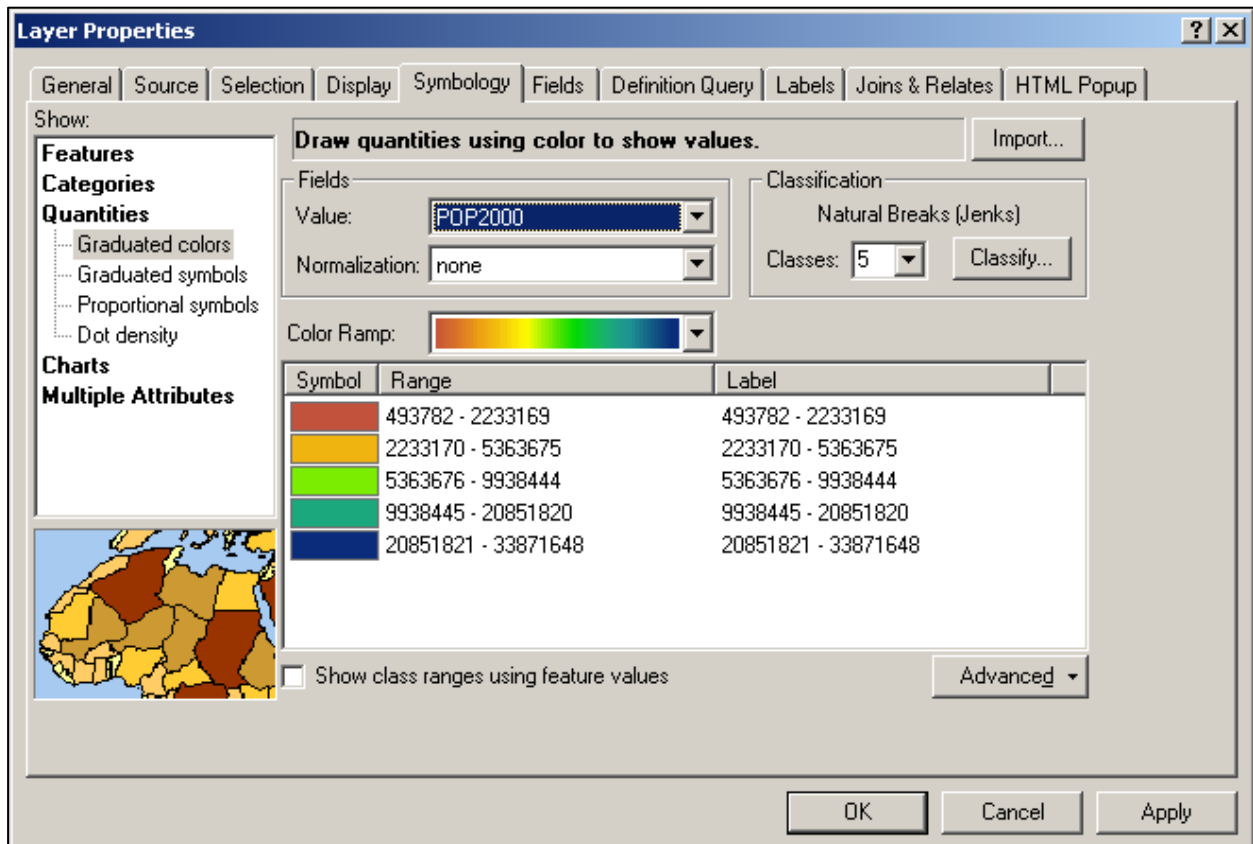 Layer Properties
General Source Selection Display Symbology Fields Definition Query Labels Joins & Relates HTML Popup
Show:
Features
Categories
Quantities
Graduated colors
Graduated symbols
Proportional symbols
Dot density
Charts
Multiple Attributes
Draw quantities using color to show values.
Import...
Fields
Value: POP2000
Normalization: none
Classification
Natural Breaks (Jenks)
Classes: 5 Classify...
Color Ramp:
Symbol Range Label
493782 - 2233169 493782 - 2233169
2233170 - 5363675 2233170 - 5363675
5363676 - 9938444 5363676 - 9938444
9938445 - 20851820 9938445 - 20851820
20851821 - 33871648 20851821 - 33871648
Show class ranges using feature values
Advanced
OK Cancel Apply